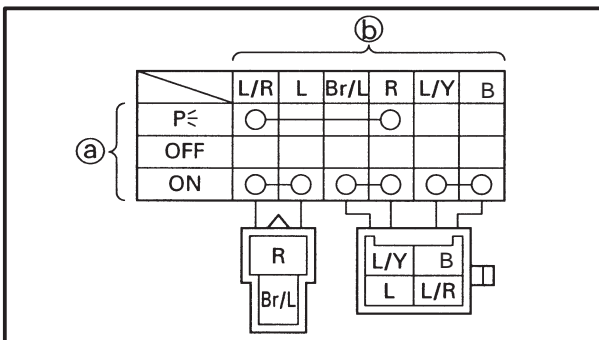 ⓑ
L/R L Br/L R L/Y B
ⓐ
P
OFF
ON
R
Br/L
L/Y B
L L/R